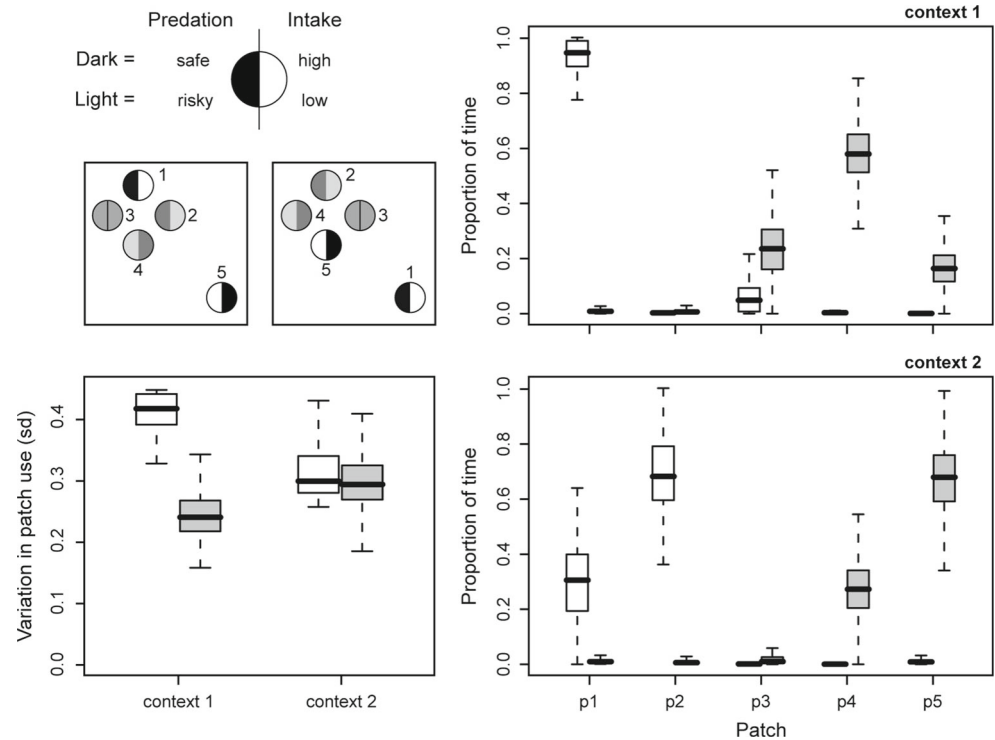 Predation Intake
Dark = safe high
Light = risky low
1
3 2
4
5
2
4 3
5
1
Variation in patch use (sd)
0.4
0.3
0.2
0.1
0.0
context 1 context 2
context 1
Proportion of time
1.0
0.8
0.6
0.4
0.2
0.0
context 2
Proportion of time
1.0
0.8
0.6
0.4
0.2
0.0
p1 p2 p3 p4 p5
Patch